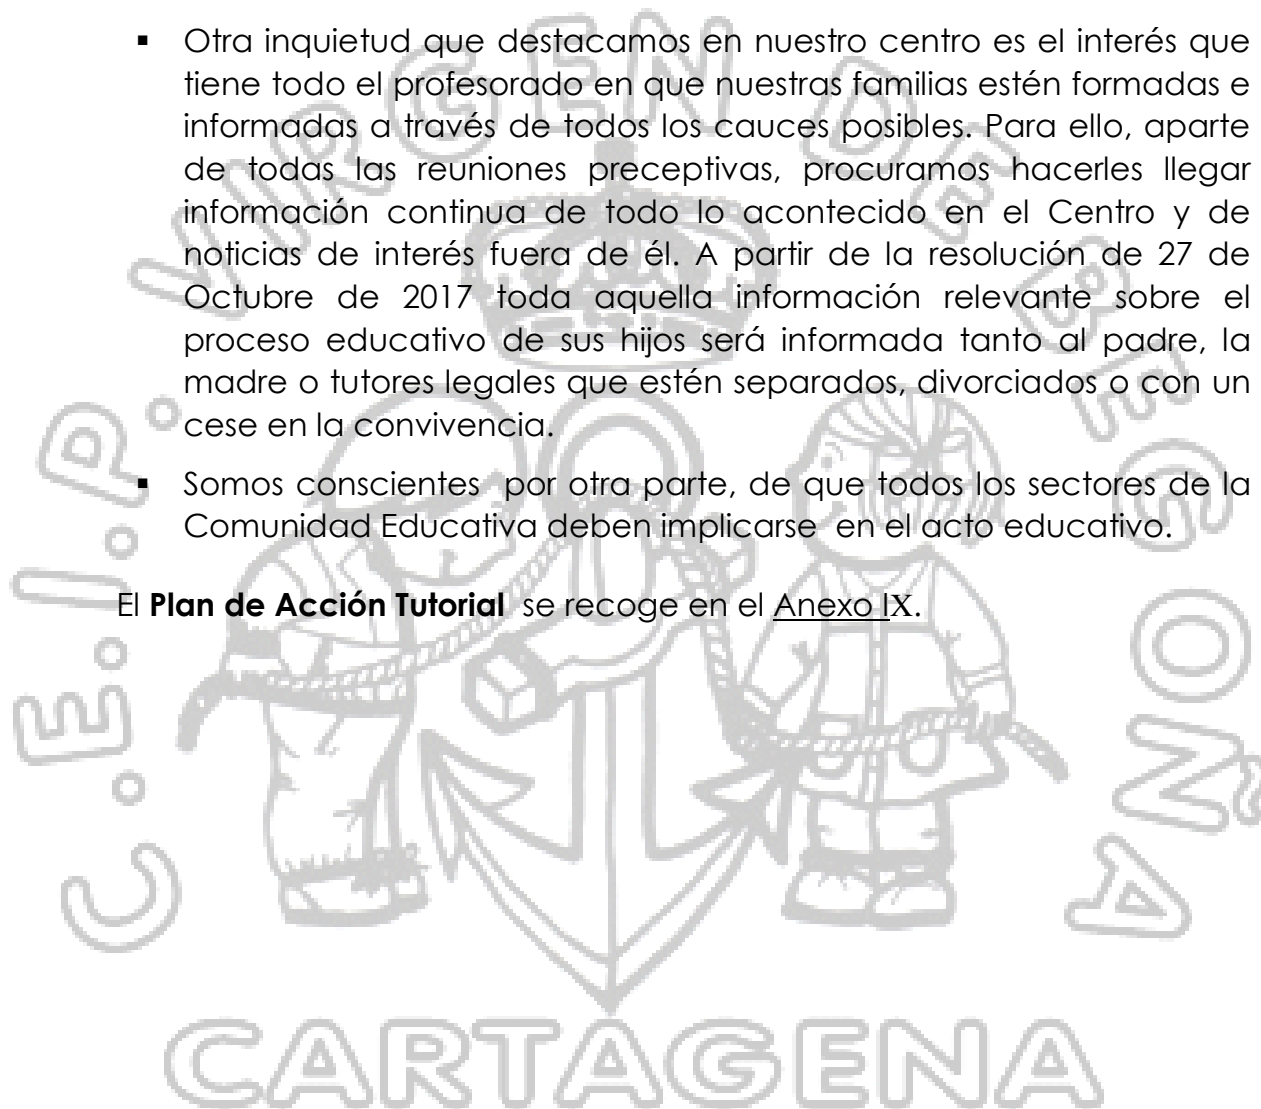 ▪ Otra inquietud que destacamos en nuestro centro es el interés que
tiene todo el profesorado en que nuestras familias estén formadas e
informadas a través de todos los cauces posibles. Para ello, aparte
de todas las reuniones preceptivas, procuramos hacerles llegar
información continua de todo lo acontecido en el Centro y de
noticias de interés fuera de él. A partir de la resolución de 27 de
Octubre de 2017 toda aquella información relevante sobre el
proceso educativo de sus hijos será informada tanto al padre, la
madre o tutores legales que estén separados, divorciados o con un
cese en la convivencia.
▪ Somos conscientes por otra parte, de que todos los sectores de la
Comunidad Educativa deben implicarse en el acto educativo.
El Plan de Acción Tutorial se recoge en el Anexo IX.
C.E.I.P. VIRGEN DE BEGOÑA
CARTAGENA